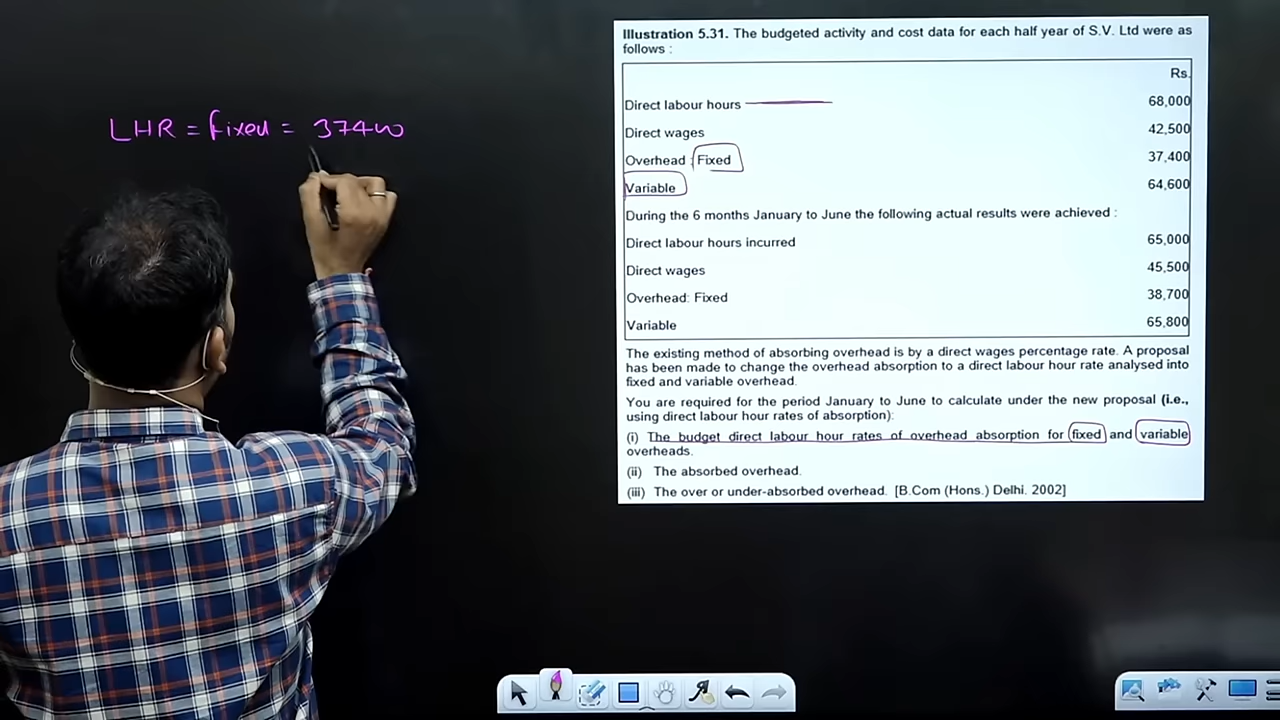 LHR = fixed = 37400
Illustration 5.31. The budgeted activity and cost data for each half year of S.V. Ltd were as
follows :
Rs.
Direct labour hours 68,000
Direct wages 42,500
Overhead : Fixed 37,400
Variable 64,600
During the 6 months January to June the following actual results were achieved :
Direct labour hours incurred 65,000
Direct wages 45,500
Overhead: Fixed 38,700
Variable 65,800
The existing method of absorbing overhead is by a direct wages percentage rate. A proposal
has been made to change the overhead absorption to a direct labour hour rate analysed into
fixed and variable overhead.
You are required for the period January to June to calculate under the new proposal (i.e.,
using direct labour hour rates of absorption):
(i) The budget direct labour hour rates of overhead absorption for fixed and variable
overheads.
(ii) The absorbed overhead.
(iii) The over or under-absorbed overhead. [B.Com (Hons.) Delhi. 2002]